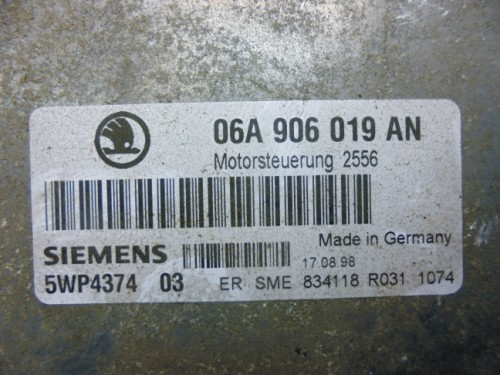 06A 906 019 AN
Motorsteuerung 2556
SIEMENS
Made in Germany
17.08.98
5WP4374 03 ER SME 834118 R031 1074